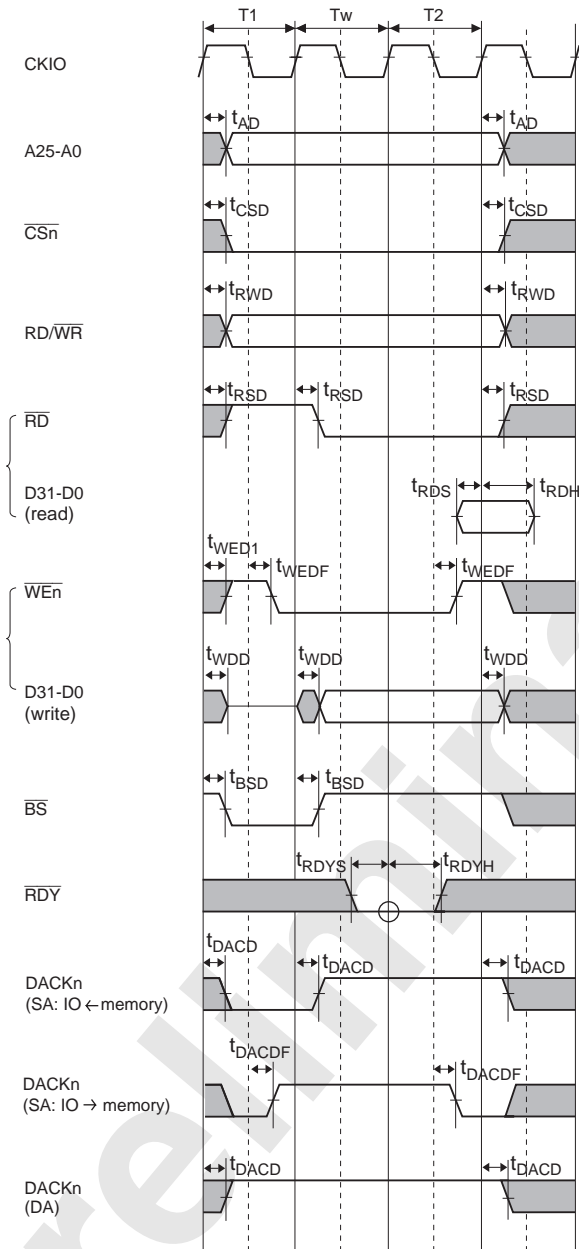 T1 Tw T2
CKIO
tAD tAD
A25-A0
tCSD tCSD
CSn
tRWD tRWD
RD/WR
tRSD tRSD tRSD
RD
D31-D0
(read)
tRDS tRDH
tWED1 tWEDF tWEDF
WEn
tWDD tWDD tWDD
D31-D0
(write)
tBSD tBSD
BS
tRDYS tRDYH
RDY
tDACD tDACD tDACD
DACKn
(SA: IO ← memory)
tDACDF tDACDF
DACKn
(SA: IO → memory)
tDACD tDACD
DACKn
(DA)